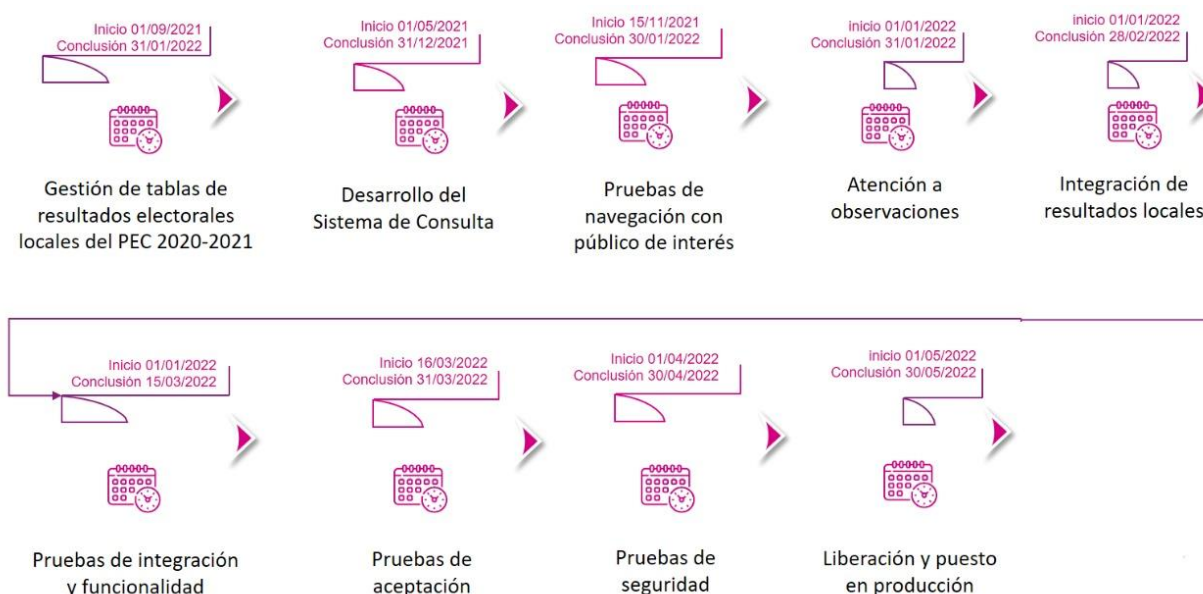 Inicio 01/09/2021
Conclusión 31/01/2022
Gestión de tablas de
resultados electorales
locales del PEC 2020-2021
Inicio 01/05/2021
Conclusión 31/12/2021
Desarrollo del
Sistema de Consulta
Inicio 15/11/2021
Conclusión 30/01/2022
Pruebas de
navegación con
público de interés
Inicio 01/01/2022
Conclusión 31/01/2022
Atención a
observaciones
inicio 01/01/2022
Conclusión 28/02/2022
Integración de
resultados locales
Inicio 01/01/2022
Conclusión 15/03/2022
Pruebas de integración
y funcionalidad
Inicio 16/03/2022
Conclusión 31/03/2022
Pruebas de
aceptación
Inicio 01/04/2022
Conclusión 30/04/2022
Pruebas de
seguridad
inicio 01/05/2022
Conclusión 30/05/2022
Liberación y puesto
en producción